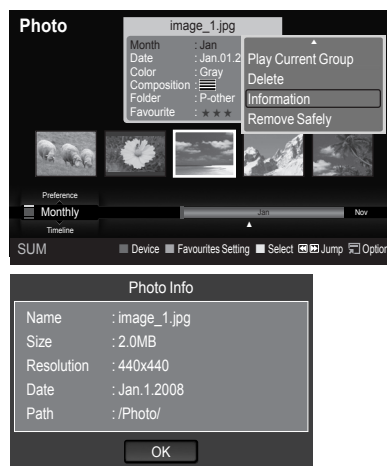 Photo
image_1.jpg
Month : Jan
Date : Jan.01.2
Color : Gray
Composition :
Folder : P-other
Favourite : ★ ★ ★
▲
Play Current Group
Delete
Information
Remove Safely
Preference
Monthly
Timeline
Jan
Nov
▲
SUM
Device
Favourites Setting
Select
Jump
Option
Photo Info
Name : image_1.jpg
Size : 2.0MB
Resolution : 440x440
Date : Jan.1.2008
Path : /Photo/
OK